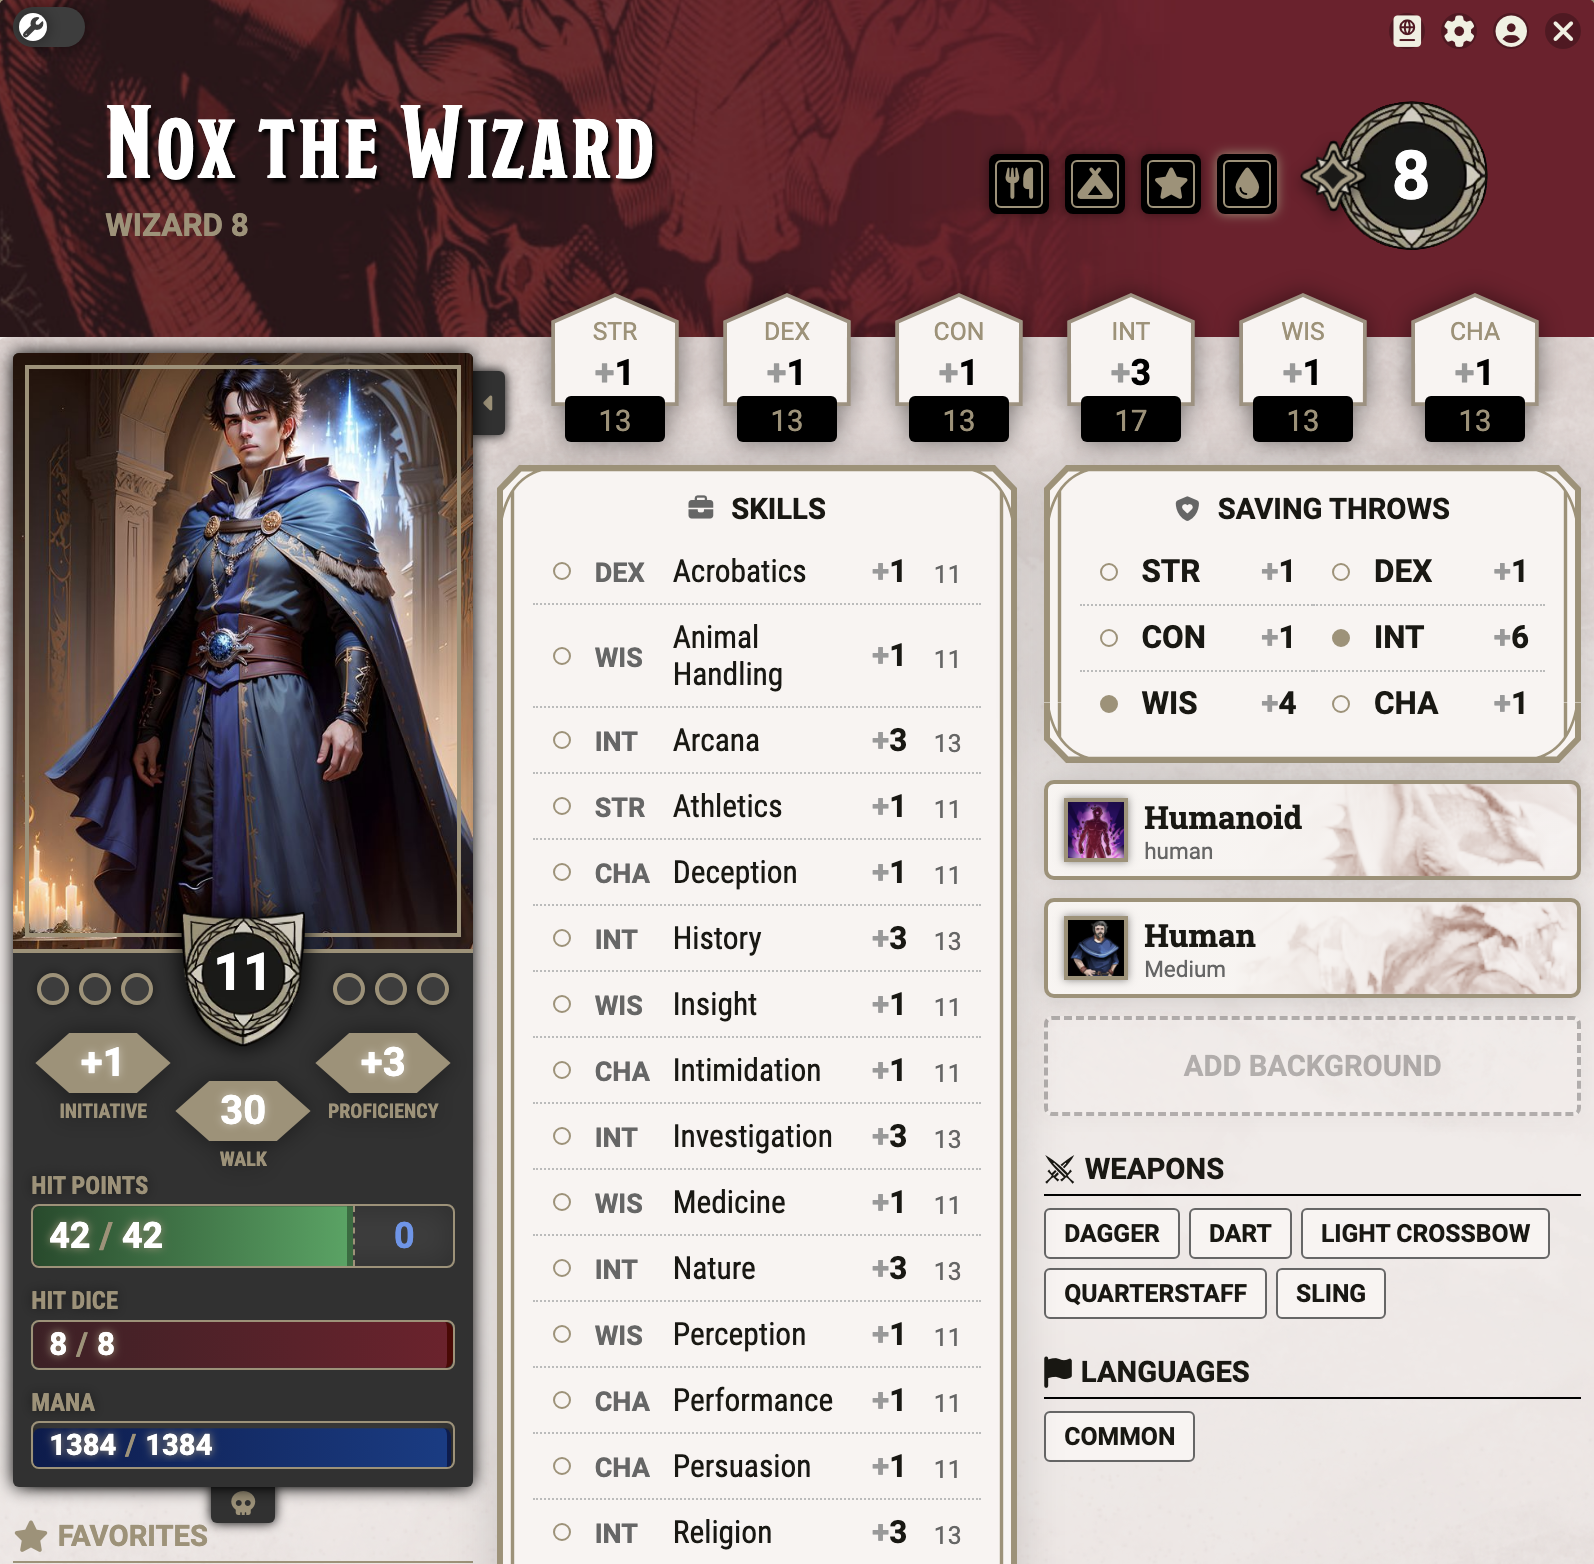 Nox the Wizard
WIZARD 8
8
STR
+1
13
DEX
+1
13
CON
+1
13
INT
+3
17
WIS
+1
13
CHA
+1
13
11
+1
INITIATIVE
30
WALK
+3
PROFICIENCY
HIT POINTS
42 / 42
0
HIT DICE
8 / 8
MANA
1384 / 1384
FAVORITES
SKILLS
DEX Acrobatics +1 11
WIS Animal
Handling +1 11
INT Arcana +3 13
STR Athletics +1 11
CHA Deception +1 11
INT History +3 13
WIS Insight +1 11
CHA Intimidation +1 11
INT Investigation +3 13
WIS Medicine +1 11
INT Nature +3 13
WIS Perception +1 11
CHA Performance +1 11
CHA Persuasion +1 11
INT Religion +3 13
SAVING THROWS
STR +1 DEX +1
CON +1 INT +6
WIS +4 CHA +1
Humanoid
human
Human
Medium
ADD BACKGROUND
WEAPONS
DAGGER DART LIGHT CROSSBOW
QUARTERSTAFF SLING
LANGUAGES
COMMON